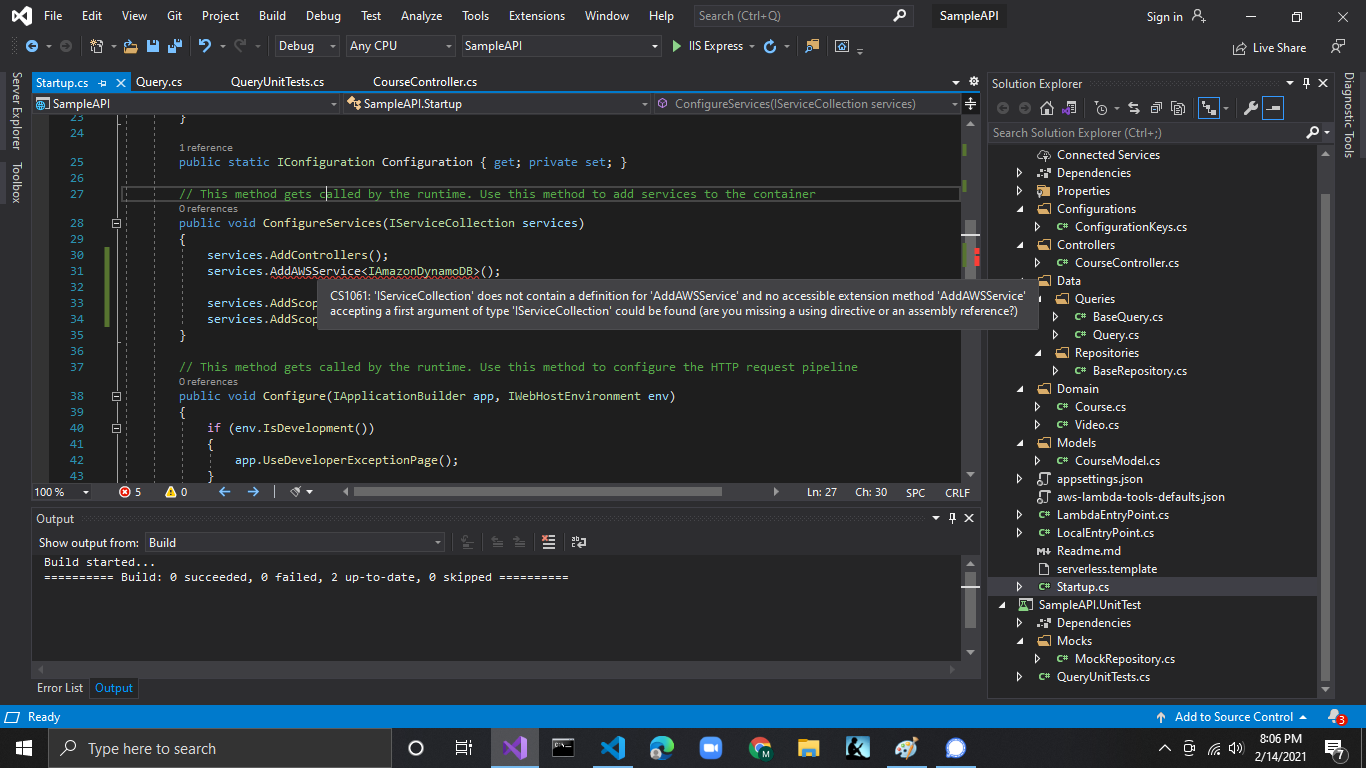 File Edit View Git Project Build Debug Test Analyze Tools Extensions Window Help Search (Ctrl+Q) SampleAPI Sign in
Debug Any CPU SampleAPI IIS Express Live Share
Server Explorer
Toolbox
Startup.cs Query.cs QueryUnitTests.cs CourseController.cs
SampleAPI SampleAPI.Startup ConfigureServices(IServiceCollection services)
23 }
24
1 reference
25 public static IConfiguration Configuration { get; private set; }
26
27 // This method gets called by the runtime. Use this method to add services to the container
0 references
28 public void ConfigureServices(IServiceCollection services)
29 {
30 services.AddControllers();
31 services.AddAWSService<IAmazonDynamoDB>();
32
33 services.AddScop
34 services.AddScop
CS1061: 'IServiceCollection' does not contain a definition for 'AddAWSService' and no accessible extension method 'AddAWSService'
accepting a first argument of type 'IServiceCollection' could be found (are you missing a using directive or an assembly reference?)
35 }
36
37 // This method gets called by the runtime. Use this method to configure the HTTP request pipeline
0 references
38 public void Configure(IApplicationBuilder app, IWebHostEnvironment env)
39 {
40 if (env.IsDevelopment())
41 {
42 app.UseDeveloperExceptionPage();
43 }
100 % 5 0 Ln: 27 Ch: 30 SPC CRLF
Output
Show output from: Build
Build started...
========== Build: 0 succeeded, 0 failed, 2 up-to-date, 0 skipped ==========
Error List Output
Solution Explorer
Search Solution Explorer (Ctrl+;)
Connected Services
Dependencies
Properties
Configurations
C# ConfigurationKeys.cs
Controllers
C# CourseController.cs
Data
Queries
C# BaseQuery.cs
C# Query.cs
Repositories
C# BaseRepository.cs
Domain
C# Course.cs
C# Video.cs
Models
C# CourseModel.cs
appsettings.json
aws-lambda-tools-defaults.json
C# LambdaEntryPoint.cs
C# LocalEntryPoint.cs
M↓ Readme.md
serverless.template
C# Startup.cs
SampleAPI.UnitTest
Dependencies
Mocks
C# MockRepository.cs
C# QueryUnitTests.cs
Diagnostic Tools
Ready Add to Source Control 3
Type here to search
8:06 PM
2/14/2021
7